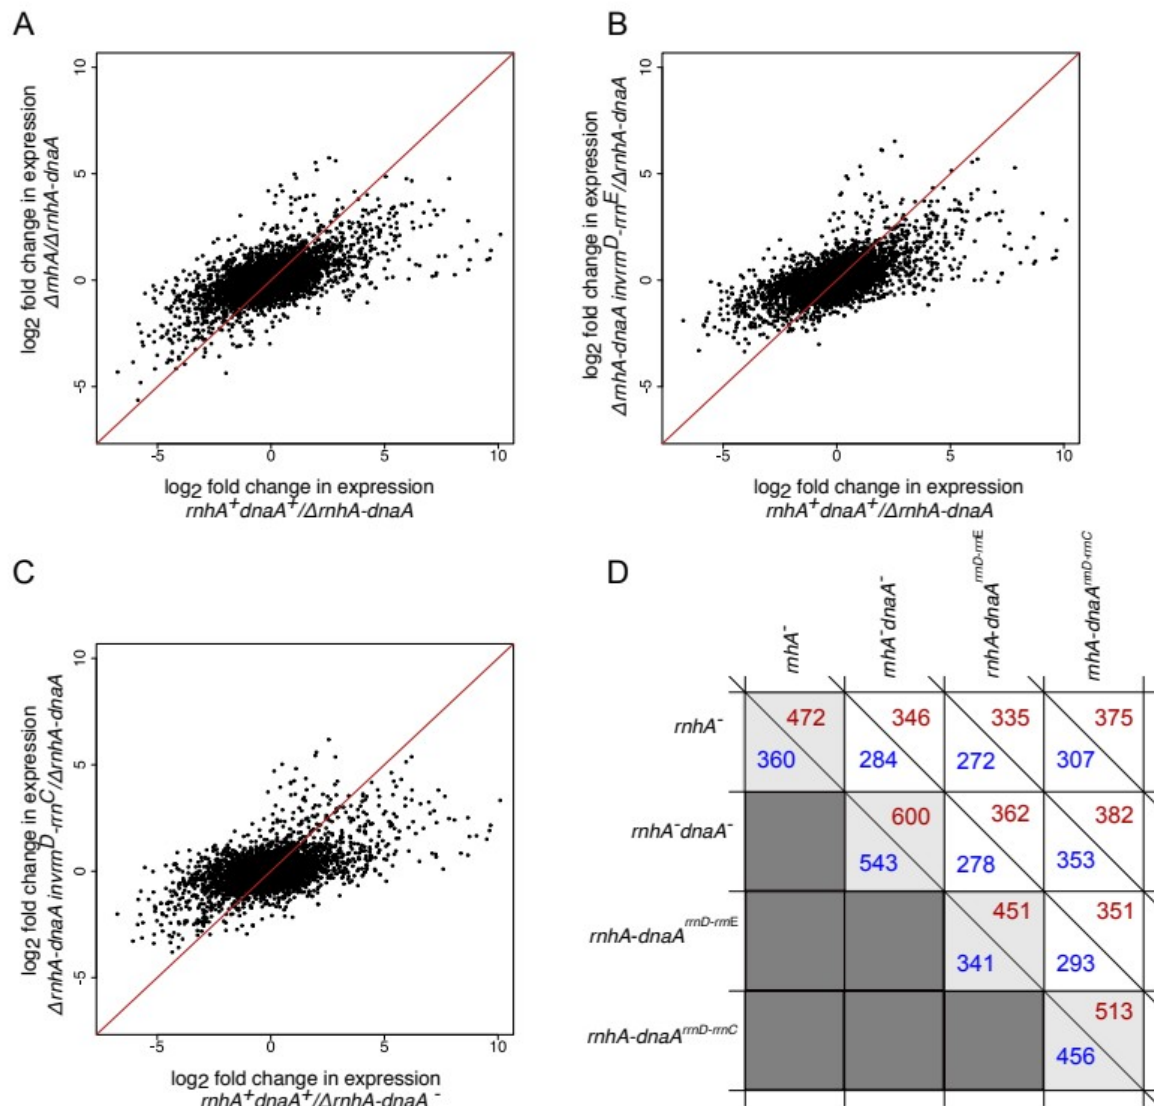 A
log2 fold change in expression
ΔrnhA/ΔrnhA-dnaA
10
5
0
-5
-5 0 5 10
log2 fold change in expression
rnhA+dnaA+/ΔrnhA-dnaA
B
log2 fold change in expression
ΔrnhA-dnaA invrrnD-rrnE/ΔrnhA-dnaA
10
5
0
-5
-5 0 5 10
log2 fold change in expression
rnhA+dnaA+/ΔrnhA-dnaA
C
log2 fold change in expression
ΔrnhA-dnaA invrrnD-rrnC/ΔrnhA-dnaA
10
5
0
-5
-5 0 5 10
log2 fold change in expression
rnhA+dnaA+/ΔrnhA-dnaA-
D
rnhA-
rnhA-dnaA-
rnhA-dnaArrnD-rrnE
rnhA-dnaArrnD-rrnC
rnhA- 472 346 335 375
360 284 272 307
rnhA-dnaA- 600 362 382
543 278 353
rnhA-dnaArrnD-rrnE 451 351
341 293
rnhA-dnaArrnD-rrnC 513
456